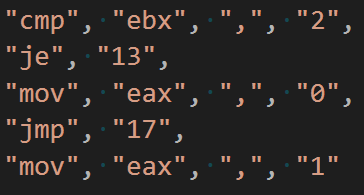 "cmp", "ebx", ",", "2",
"je", "13",
"mov", "eax", ",", "0",
"jmp", "17",
"mov", "eax", ",", "1"